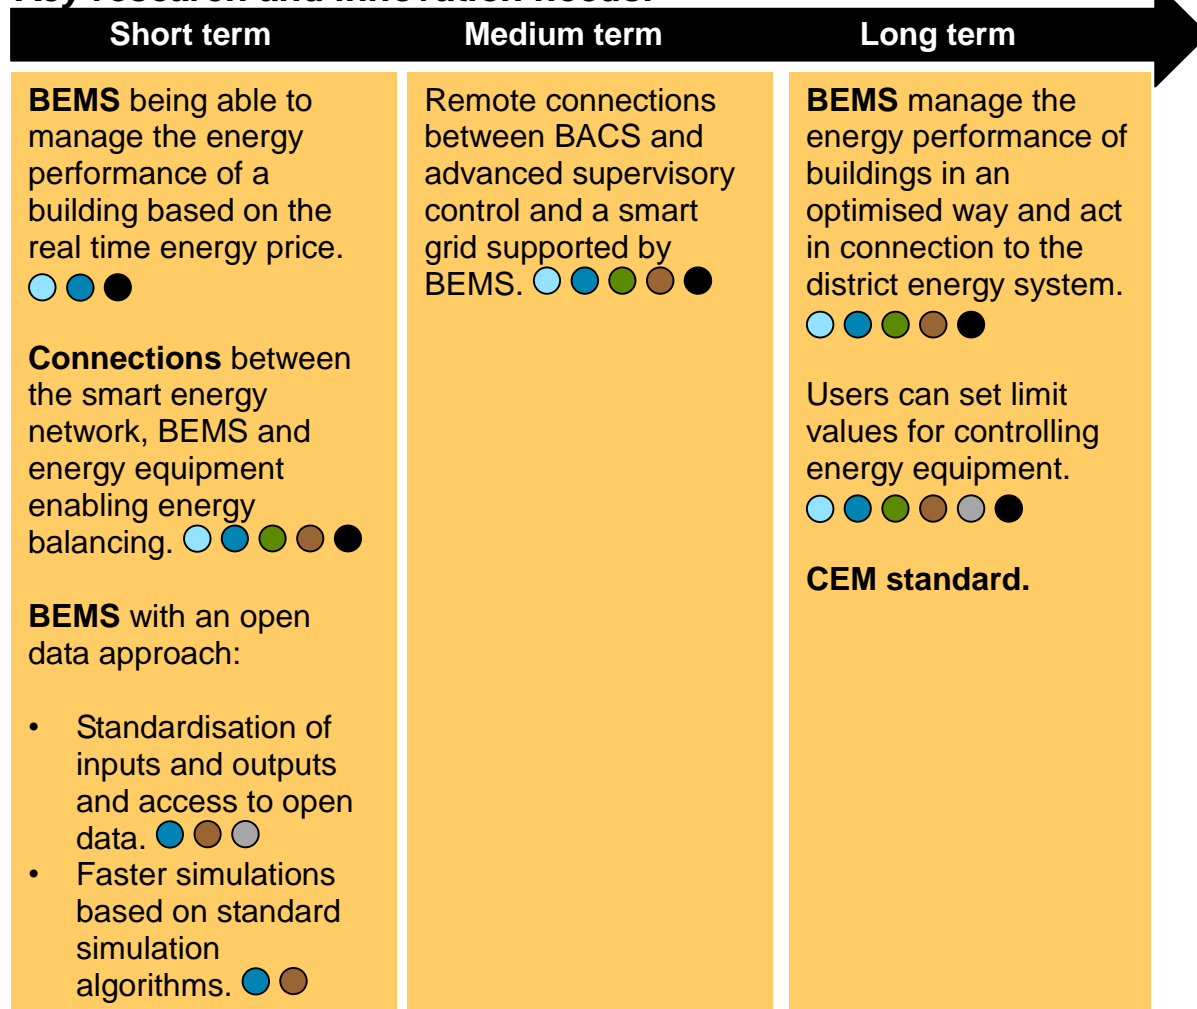 Key research and innovation needs:
Short term
Medium term
Long term
BEMS being able to
manage the energy
performance of a
building based on the
real time energy price.
Connections between
the smart energy
network, BEMS and
energy equipment
enabling energy
balancing.
BEMS with an open
data approach:
• Standardisation of
inputs and outputs
and access to open
data.
• Faster simulations
based on standard
simulation
algorithms.
Remote connections
between BACS and
advanced supervisory
control and a smart
grid supported by
BEMS.
BEMS manage the
energy performance of
buildings in an
optimised way and act
in connection to the
district energy system.
Users can set limit
values for controlling
energy equipment.
CEM standard.